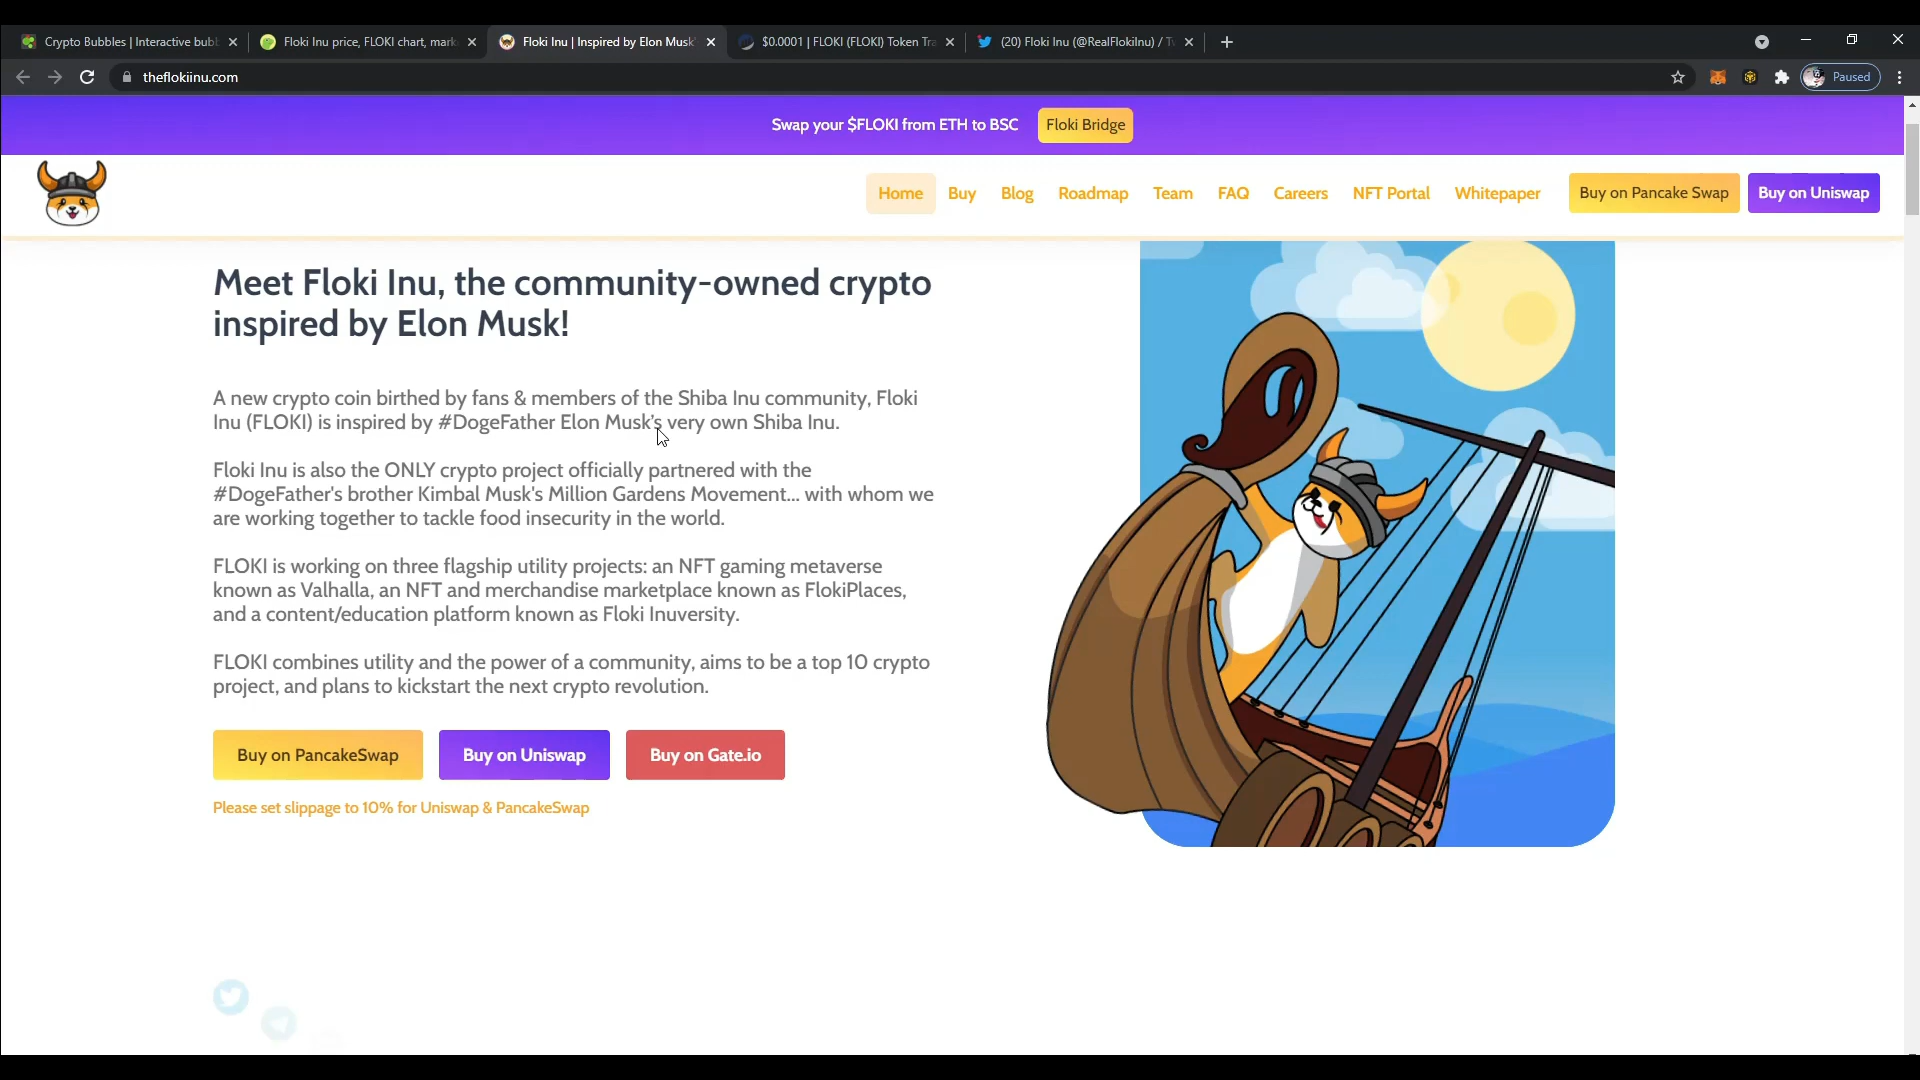 Crypto Bubbles | Interactive bubb
Floki Inu price, FLOKI chart, mark
Floki Inu | Inspired by Elon Musk'
$0.0001 | FLOKI (FLOKI) Token Tra
(20) Floki Inu (@RealFlokiInu) / T
theflokiinu.com
Paused
Swap your $FLOKI from ETH to BSC
Floki Bridge
Home
Buy
Blog
Roadmap
Team
FAQ
Careers
NFT Portal
Whitepaper
Buy on Pancake Swap
Buy on Uniswap
Meet Floki Inu, the community-owned crypto
inspired by Elon Musk!
A new crypto coin birthed by fans & members of the Shiba Inu community, Floki
Inu (FLOKI) is inspired by #DogeFather Elon Musk's very own Shiba Inu.
Floki Inu is also the ONLY crypto project officially partnered with the
#DogeFather's brother Kimbal Musk's Million Gardens Movement... with whom we
are working together to tackle food insecurity in the world.
FLOKI is working on three flagship utility projects: an NFT gaming metaverse
known as Valhalla, an NFT and merchandise marketplace known as FlokiPlaces,
and a content/education platform known as Floki Inuversity.
FLOKI combines utility and the power of a community, aims to be a top 10 crypto
project, and plans to kickstart the next crypto revolution.
Buy on PancakeSwap
Buy on Uniswap
Buy on Gate.io
Please set slippage to 10% for Uniswap & PancakeSwap